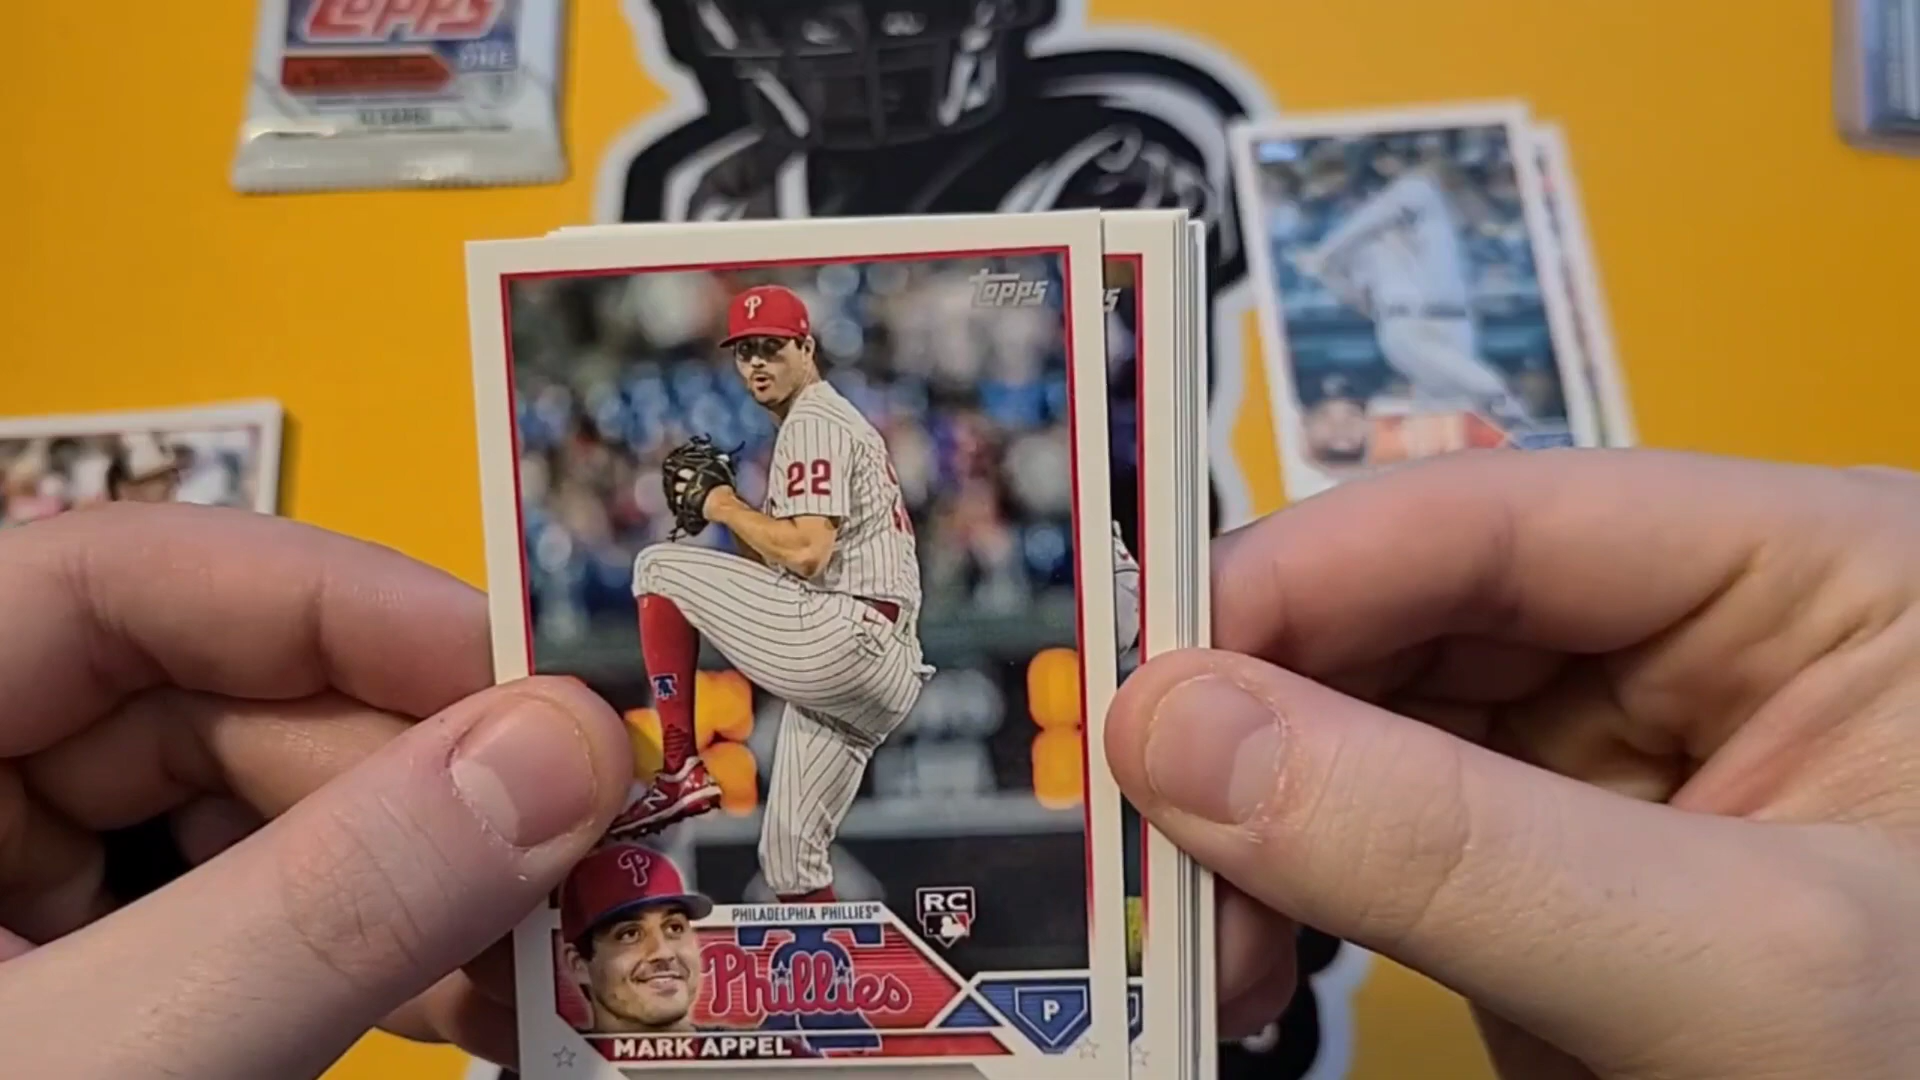 Topps
ONE
P
Topps
22
PHILADELPHIA PHILLIES®
RC
P
Phillies
P
MARK APPEL